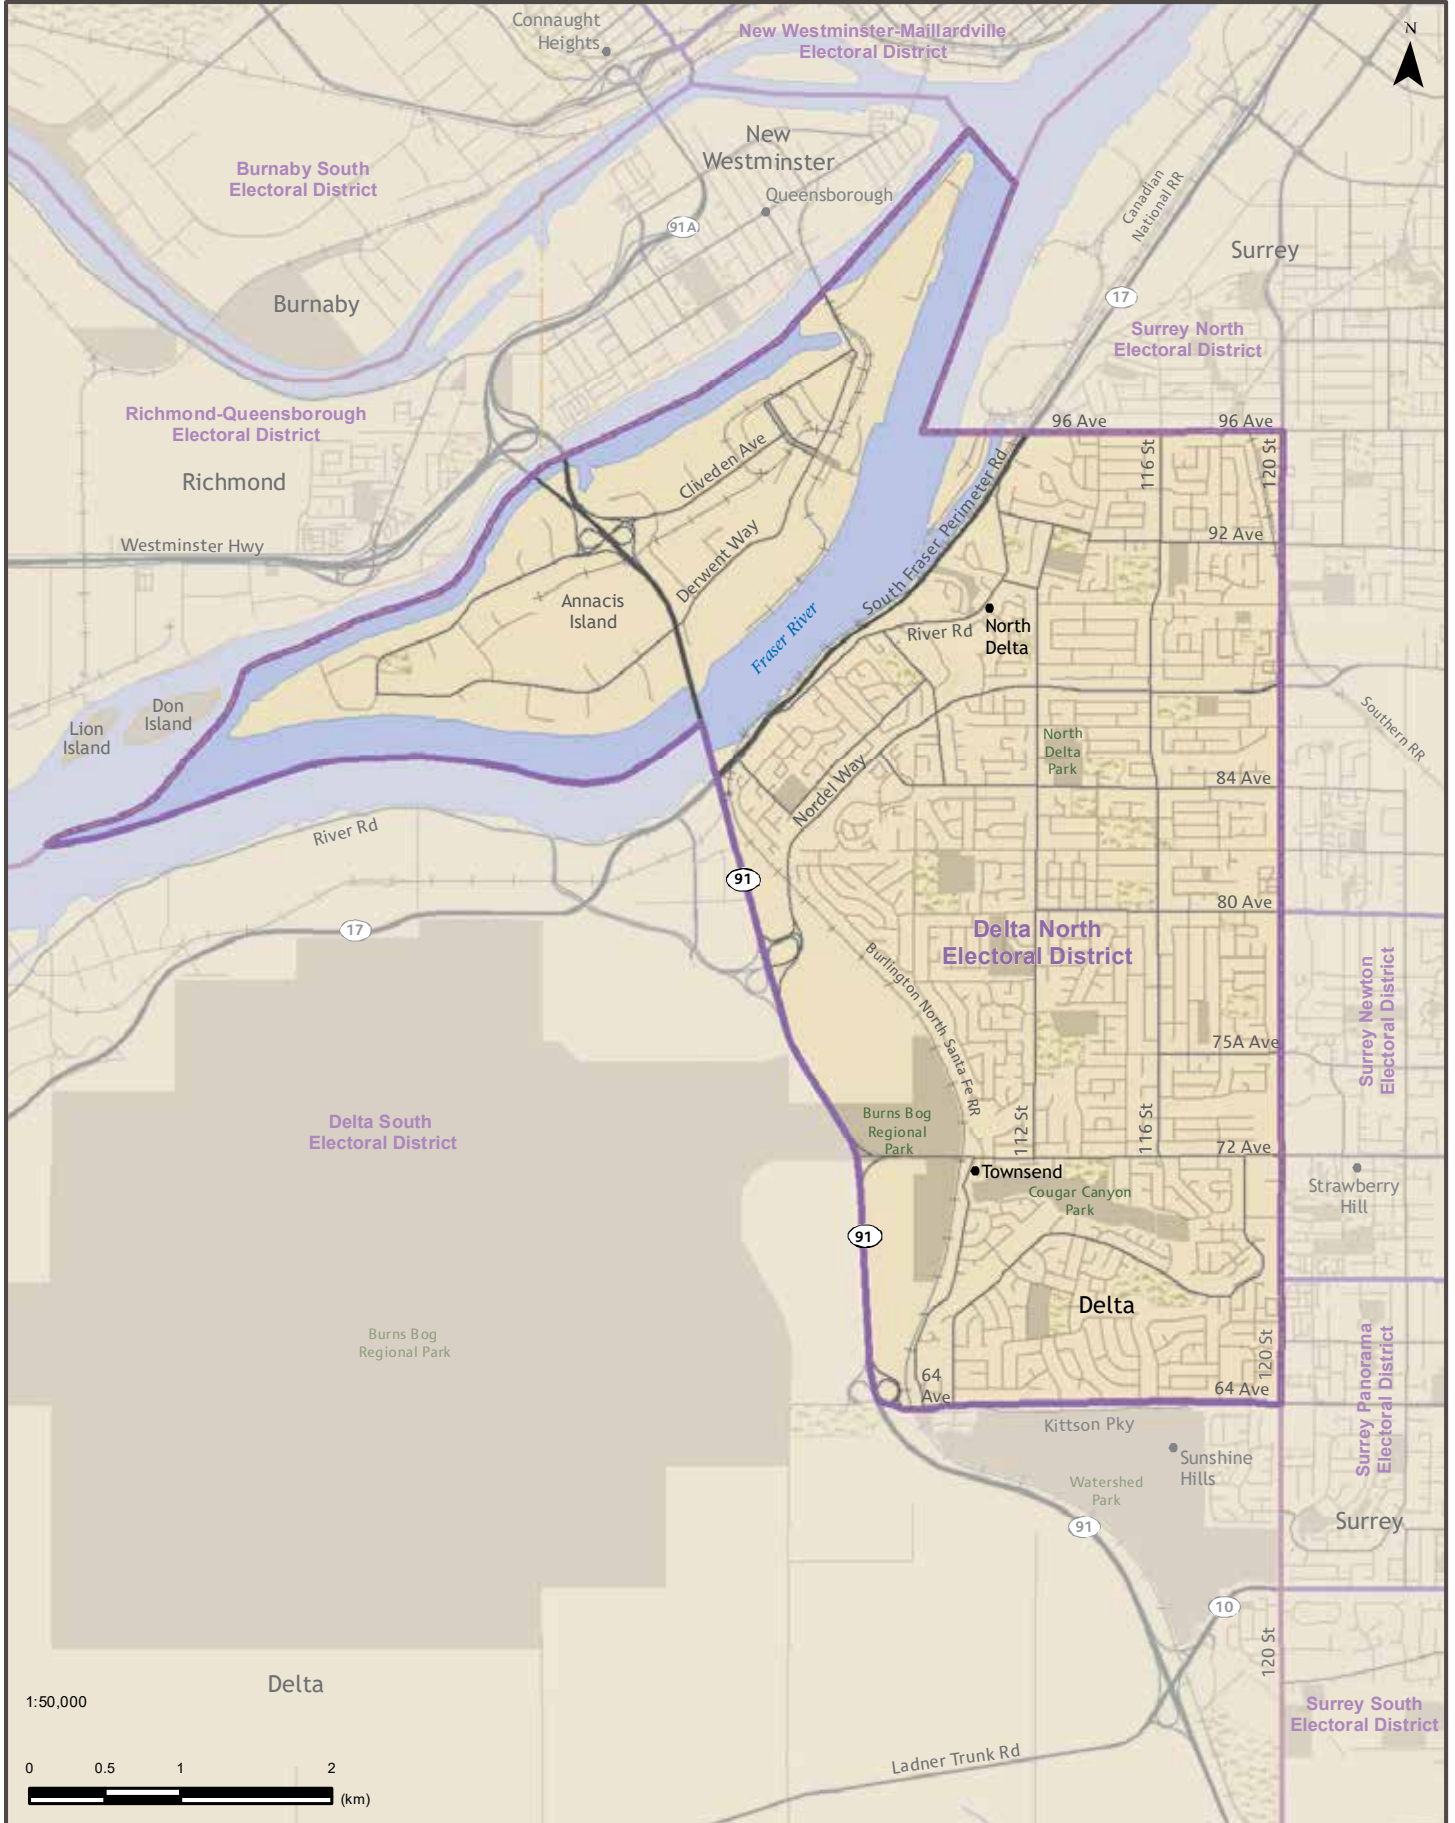 Connaught
Heights
New Westminster-Maillardville
Electoral District
N
New
Westminster
Burnaby South
Electoral District
Queensborough
91A
Canadian
National RR
Surrey
Burnaby
17
Surrey North
Electoral District
Richmond-Queensborough
Electoral District
96 Ave
96 Ave
Richmond
Cliveden Ave
116 St
120 St
Westminster Hwy
92 Ave
South Fraser Perimeter Rd
Derwent Way
Annacis
Island
Fraser River
River Rd
North
Delta
Don
Island
Lion
Island
Southern RR
North
Delta
Park
84 Ave
Nordel Way
River Rd
91
80 Ave
17
Delta North
Electoral District
Burlington North Santa Fe RR
Surrey Newton
Electoral District
75A Ave
Delta South
Electoral District
Burns Bog
Regional
Park
112 St
116 St
72 Ave
Townsend
Cougar Canyon
Park
Strawberry
Hill
91
Delta
Burns Bog
Regional Park
120 St
Surrey Panorama
Electoral District
64
Ave
64 Ave
Kittson Pky
Sunshine
Hills
Watershed
Park
91
Surrey
10
120 St
Delta
1:50,000
Surrey South
Electoral District
Ladner Trunk Rd
0 0.5 1 2
(km)